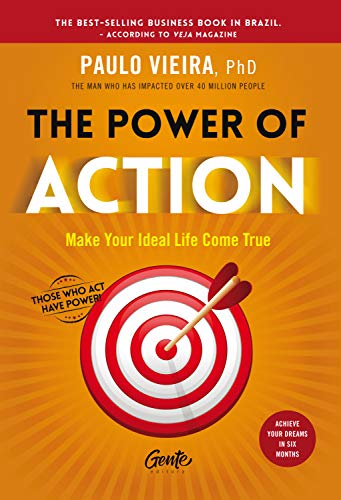 THE BEST-SELLING BUSINESS BOOK IN BRAZIL.
- ACCORDING TO VEJA MAGAZINE
PAULO VIEIRA, PhD
THE MAN WHO HAS IMPACTED OVER 40 MILLION PEOPLE
THE POWER OF
ACTION
Make Your Ideal Life Come True
THOSE WHO ACT
HAVE POWER!
ACHIEVE
YOUR DREAMS
IN SIX
MONTHS
Gente
editora